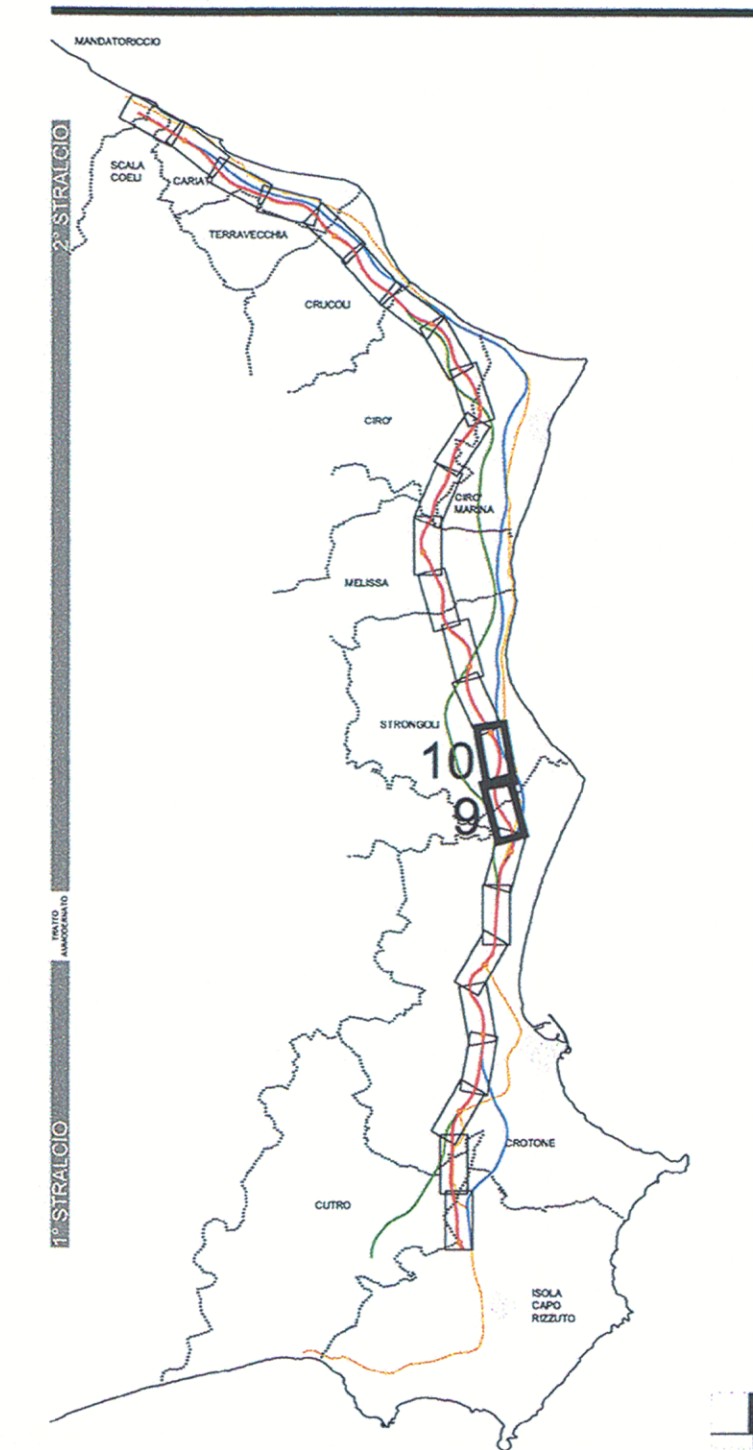 MANDATORICCIO
2° STRALCIO
SCALA
COELI
CARIATI
TERRAVECCHIA
CRUCOLI
CIRO'
CIRO'
MARINA
MELISSA
STRONGOLI
10
9
TRATTO
AMMODERNATO
1° STRALCIO
CROTONE
CUTRO
ISOLA
CAPO
RIZZUTO